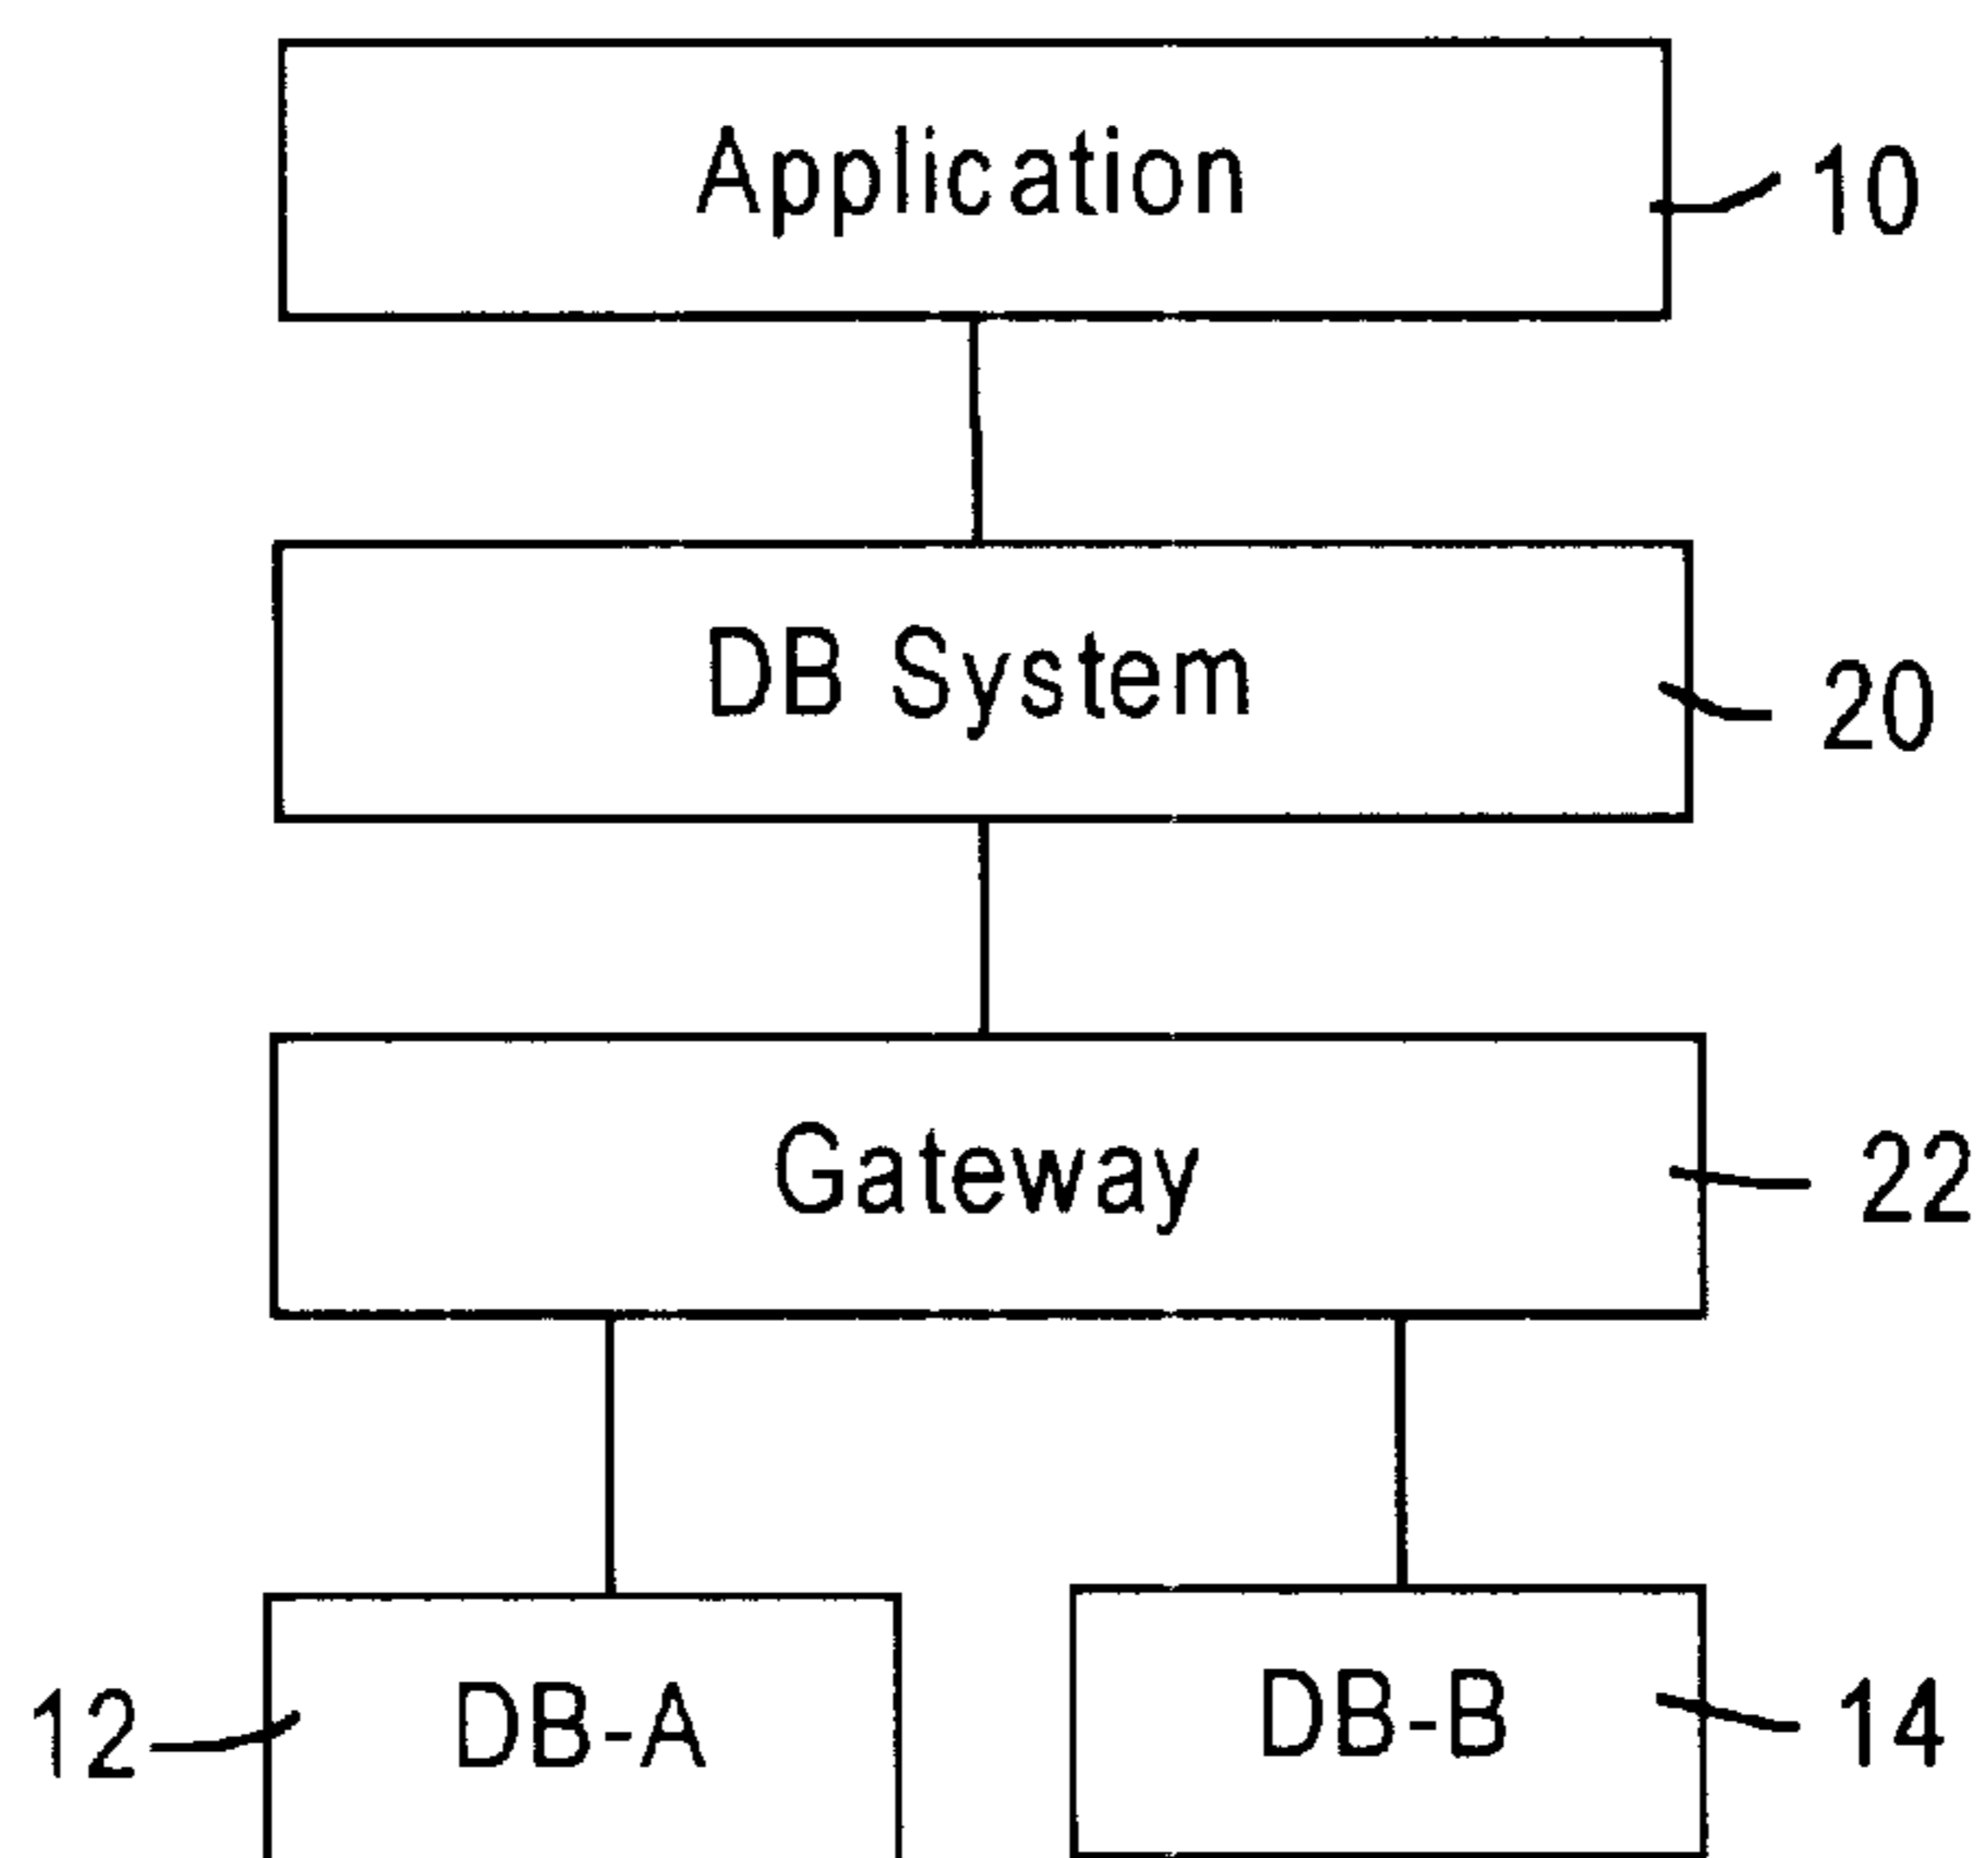 Application
10
DB System
20
Gateway
22
12
DB-A
DB-B
14